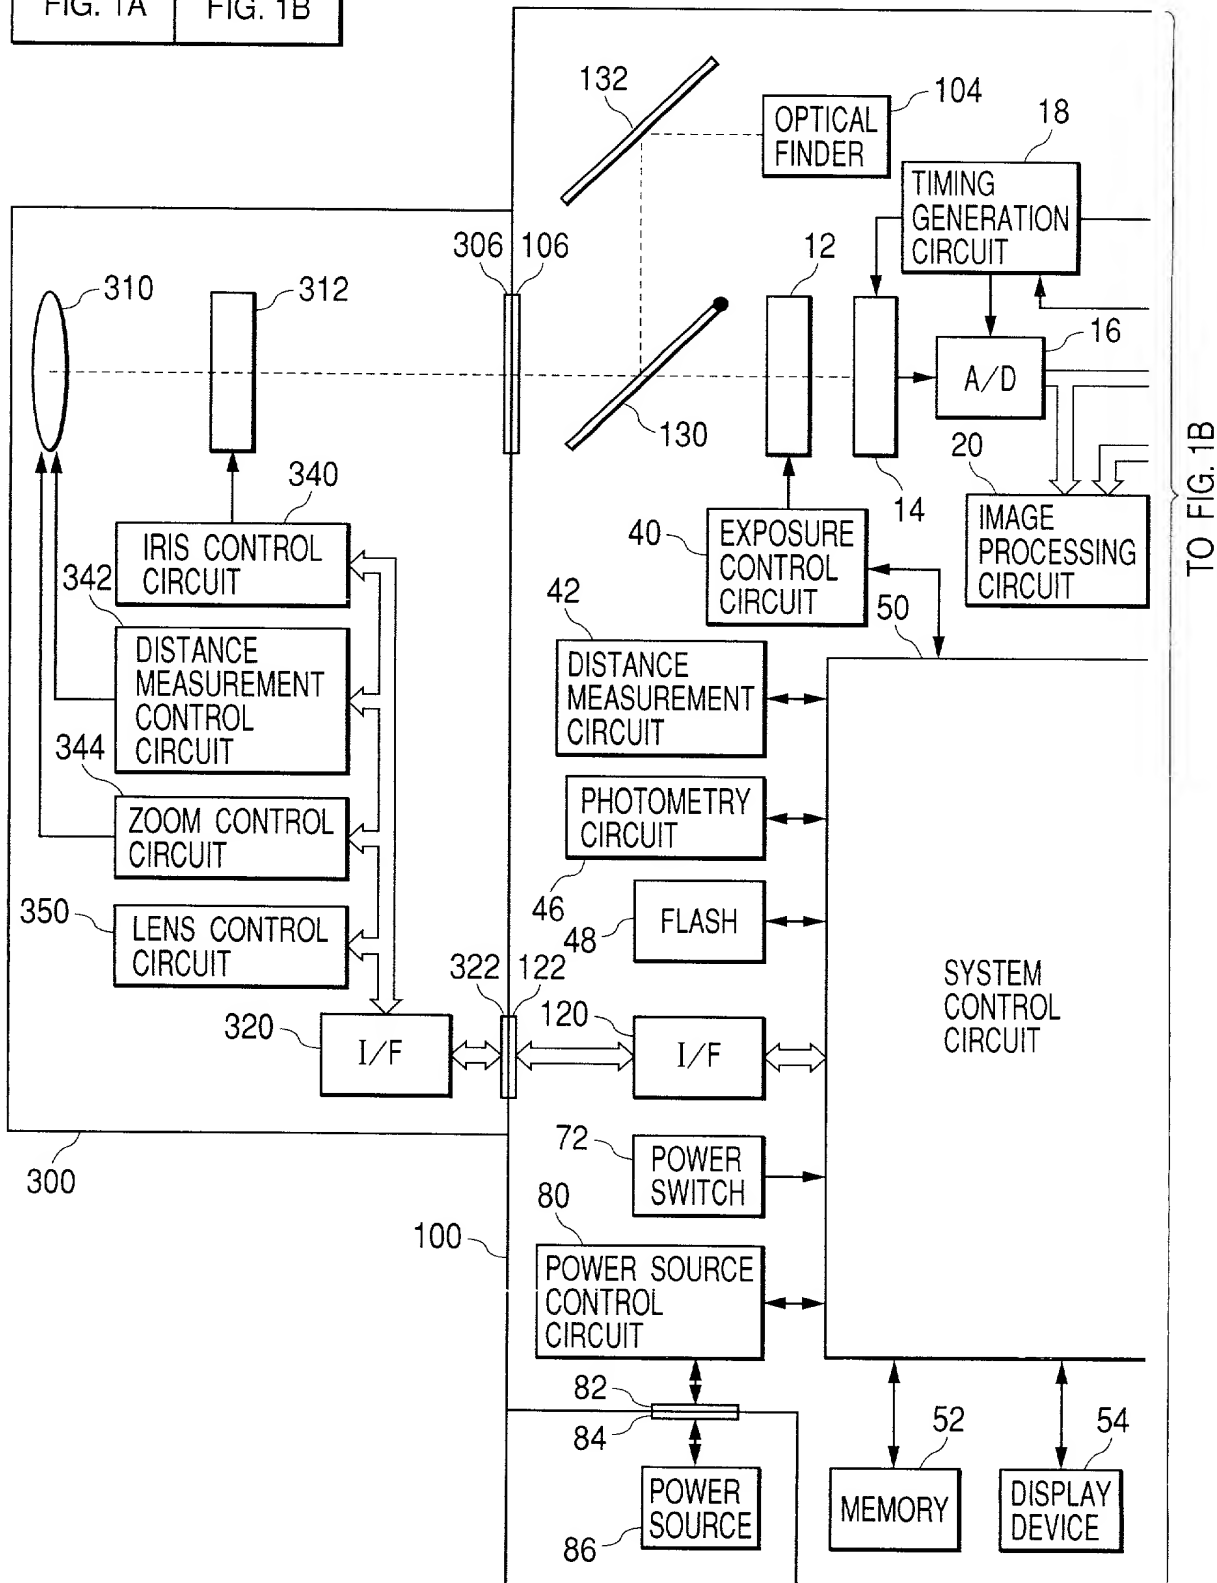 FIG. 1A
FIG. 1B
132
104
OPTICAL
FINDER
18
TIMING
GENERATION
CIRCUIT
306
106
12
310
312
16
A/D
130
14
20
IMAGE
PROCESSING
CIRCUIT
TO FIG. 1B
340
IRIS CONTROL
CIRCUIT
40
EXPOSURE
CONTROL
CIRCUIT
342
DISTANCE
MEASUREMENT
CONTROL
CIRCUIT
42
DISTANCE
MEASUREMENT
CIRCUIT
50
344
ZOOM CONTROL
CIRCUIT
PHOTOMETRY
CIRCUIT
46
350
LENS CONTROL
CIRCUIT
48
FLASH
SYSTEM
CONTROL
CIRCUIT
322
122
320
I/F
120
I/F
300
72
POWER
SWITCH
100
80
POWER SOURCE
CONTROL
CIRCUIT
82
84
POWER
SOURCE
86
52
MEMORY
54
DISPLAY
DEVICE